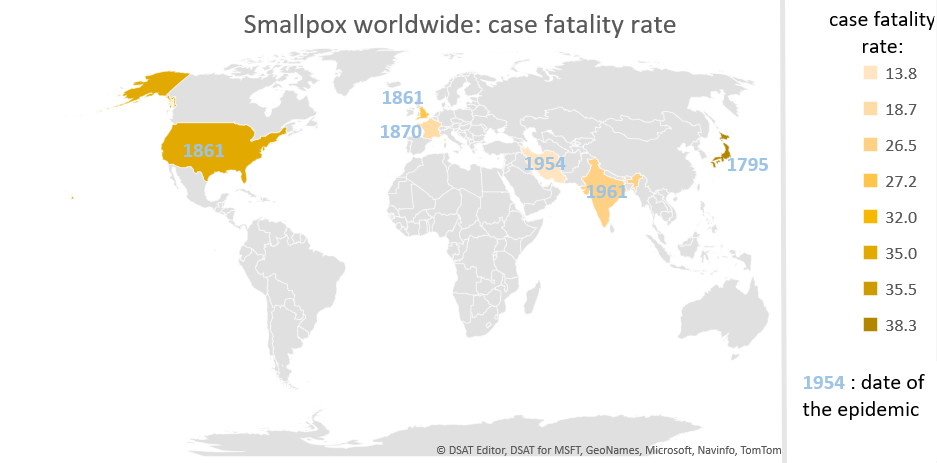 Smallpox worldwide: case fatality rate
1861
1870
1861
1954
1961
1795
case fatality
rate:
13.8
18.7
26.5
27.2
32.0
35.0
35.5
38.3
1954 : date of
the epidemic
© DSAT Editor, DSAT for MSFT, GeoNames, Microsoft, Navinfo, TomTom